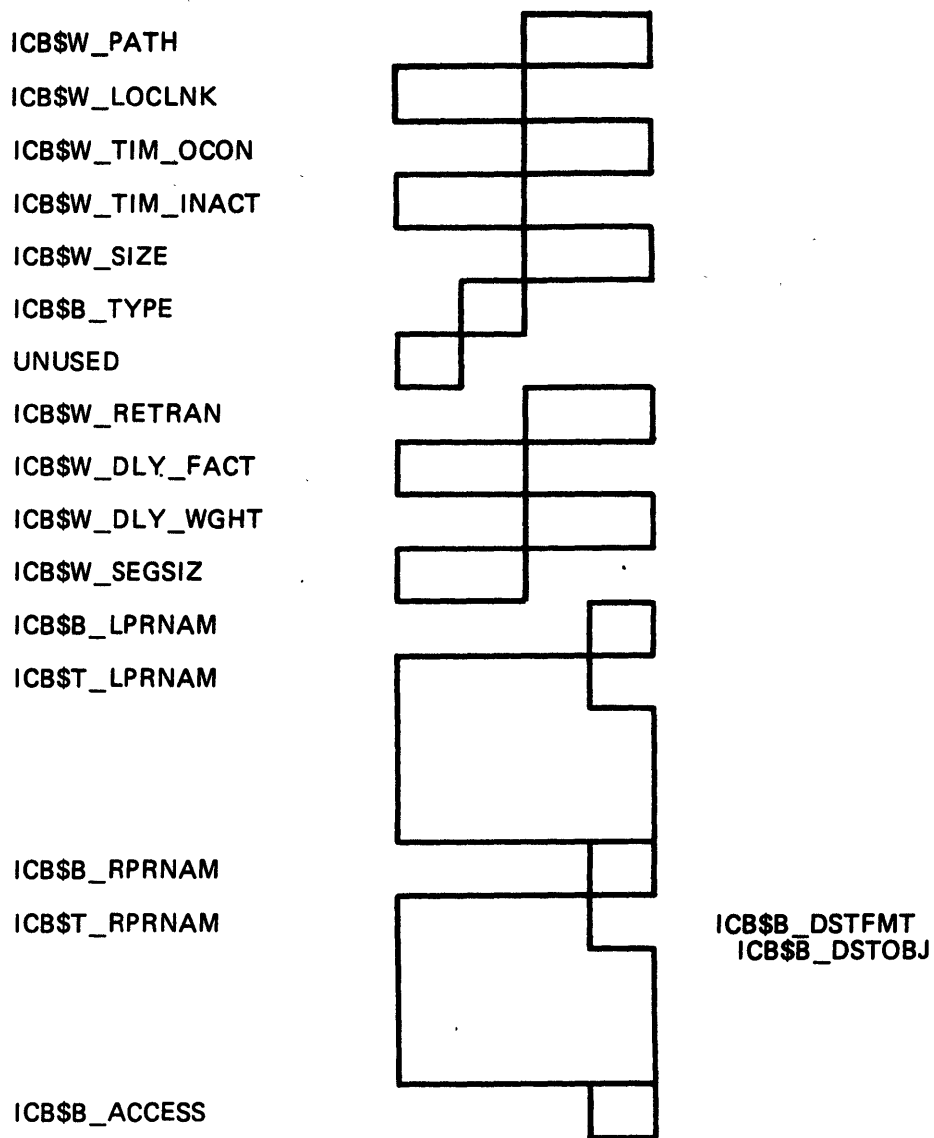 ICB$W_PATH
ICB$W_LOCLNK
ICB$W_TIM_OCON
ICB$W_TIM_INACT
ICB$W_SIZE
ICB$B_TYPE
UNUSED
ICB$W_RETRAN
ICB$W_DLY_FACT
ICB$W_DLY_WGHT
ICB$W_SEGSIZ
ICB$B_LPRNAM
ICB$T_LPRNAM
ICB$B_RPRNAM
ICB$T_RPRNAM
ICB$B_DSTFMT
ICB$B_DSTOBJ
ICB$B_ACCESS